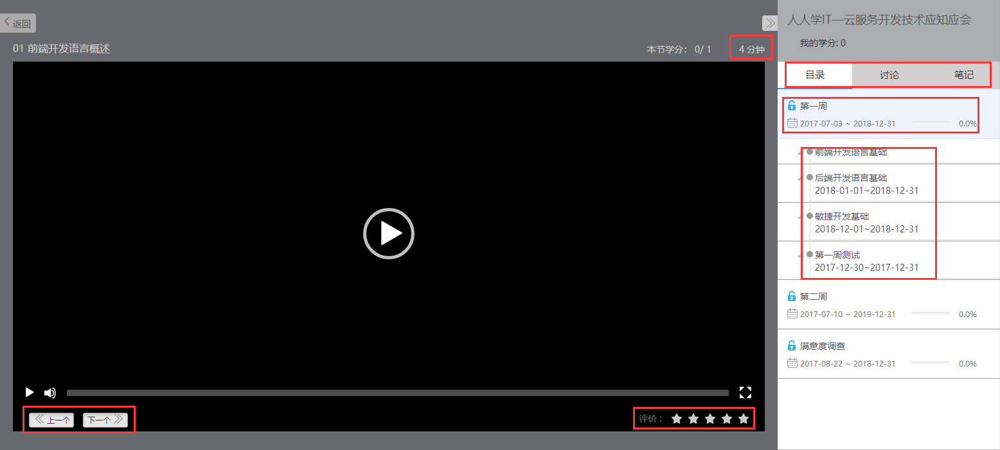 返回
01 前端开发语言概述
本节学分： 0/ 1
4 分钟
上一个
下一个
评价：
人人学IT—云服务开发技术应知应会
我的学分: 0
目录
讨论
笔记
第一周
2017-07-03 ~ 2018-12-31
0.0%
前端开发语言基础
后端开发语言基础
2018-01-01~2018-12-31
敏捷开发基础
2018-12-01~2018-12-31
第一周测试
2017-12-30~2017-12-31
第二周
2017-07-10 ~ 2019-12-31
0.0%
满意度调查
2017-08-22 ~ 2018-12-31
0.0%